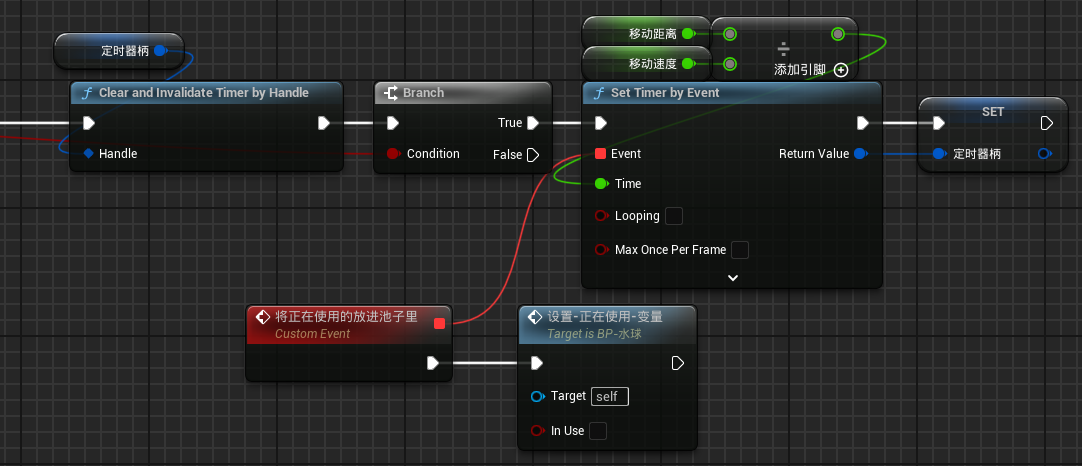 移动距离
定时器柄
移动速度
添加引脚
Clear and Invalidate Timer by Handle
Branch
Set Timer by Event
SET
True
Handle
Condition
False
Event
Return Value
定时器柄
Time
Looping
Max Once Per Frame
将正在使用的放进池子里
Custom Event
设置-正在使用-变量
Target is BP-水球
Target self
In Use